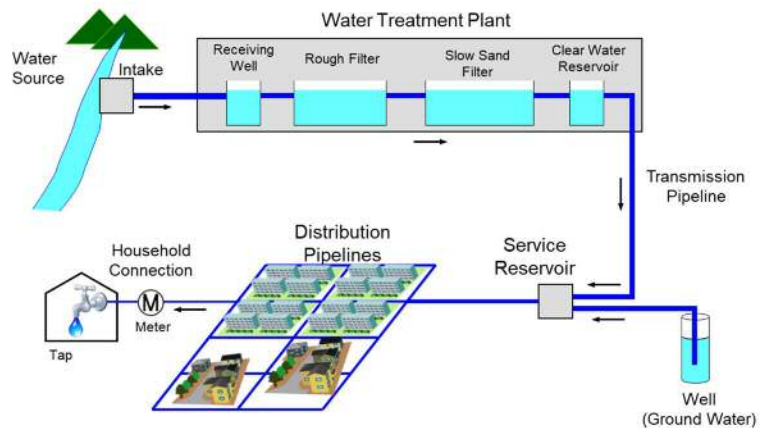 Water Treatment Plant
Water
Source
Intake
Receiving
Well
Rough Filter
Slow Sand
Filter
Clear Water
Reservoir
Transmission
Pipeline
Service
Reservoir
Distribution
Pipelines
Household
Connection
M
Meter
Tap
Well
(Ground Water)